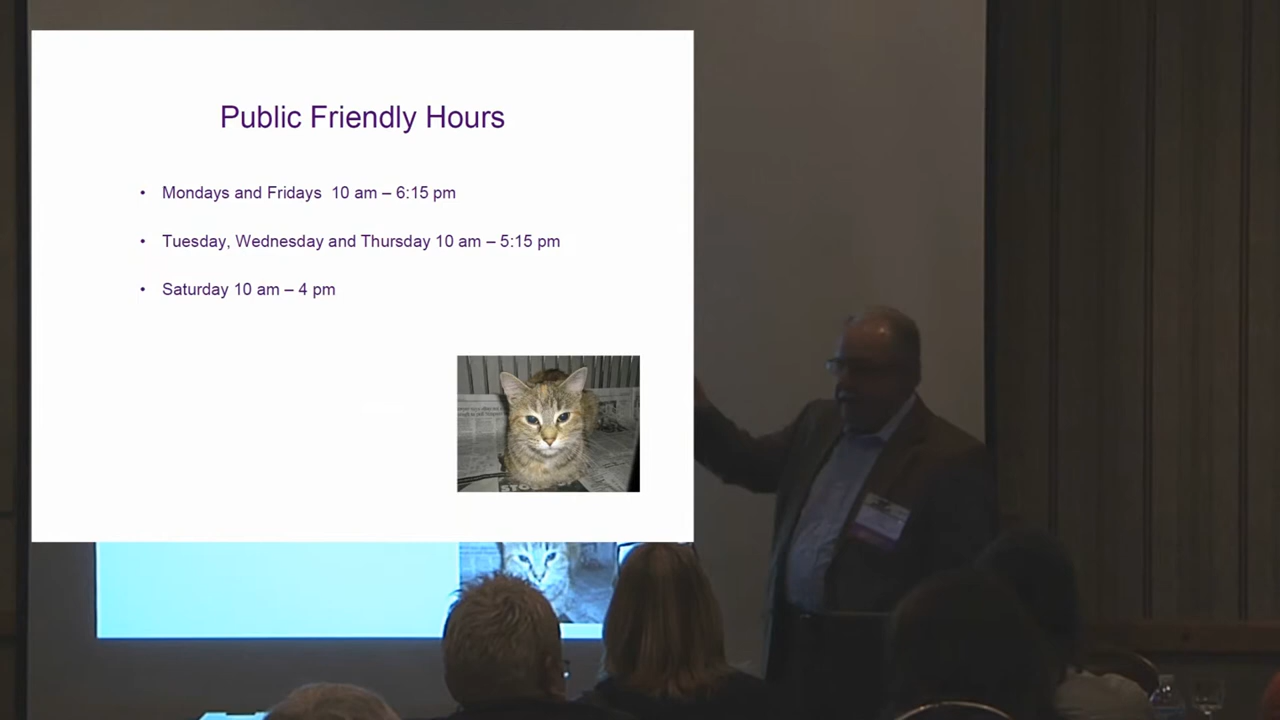 Public Friendly Hours
• Mondays and Fridays 10 am – 6:15 pm
• Tuesday, Wednesday and Thursday 10 am – 5:15 pm
• Saturday 10 am – 4 pm